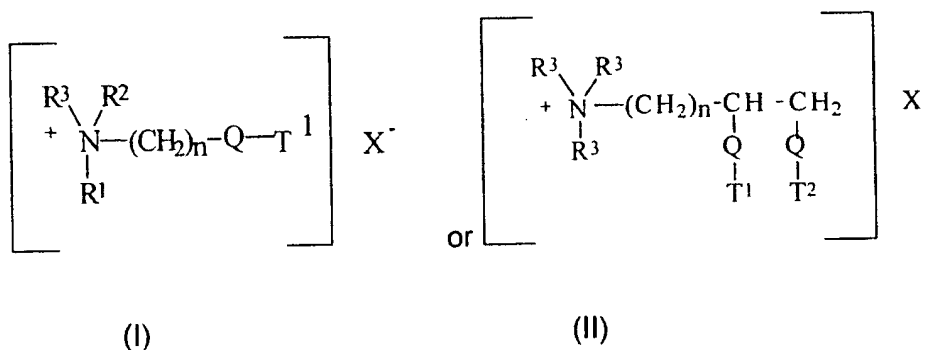 R³ R² R³ R³
+ N—(CH₂)n–Q—T¹ X⁻ + N—(CH₂)n–CH -CH₂ X
R¹ R³ Q Q
T¹ T²
or
(I) (II)